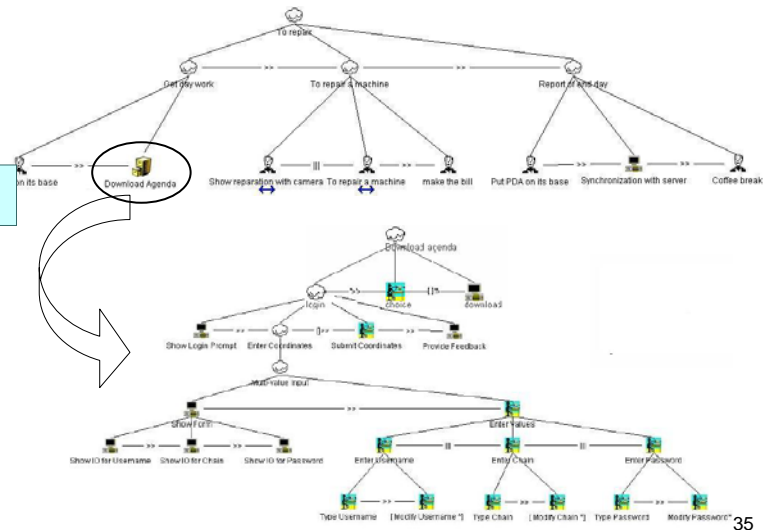 To repair
>> >>
Get day work To repair a machine Report of end day
>> ||| >> >> >>
on its base Download Agenda Show reparation with camera To repair a machine make the bill Put PDA on its base Synchronization with server Coffee break
Download agenda
login choice download
>> []>> >>
Show Login Prompt Enter Coordinates Submit Coordinates Provide Feedback
Multi-value Input
>>
Show Form Enter Values
>> >> ||| |||
Show IO for Username Show IO for Chain Show IO for Password Enter Username Enter Chain Enter Password
>> >> >>
Type Username [Modify Username*] Type Chain [Modify Chain*] Type Password Modify Password*
35